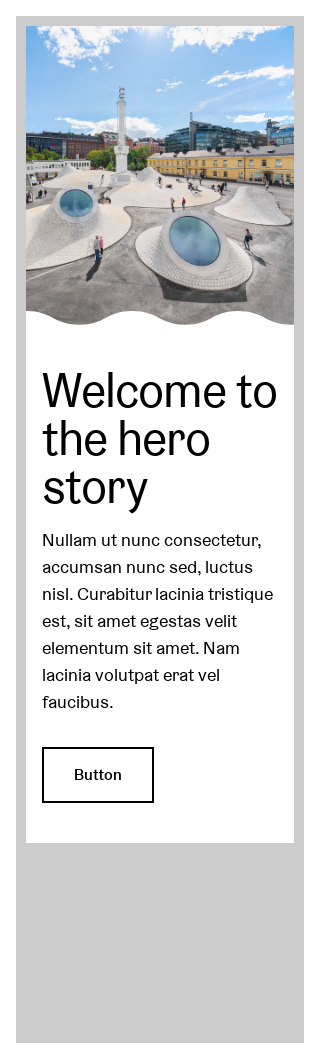 Welcome to
the hero
story
Nullam ut nunc consectetur,
accumsan nunc sed, luctus
nisl. Curabitur lacinia tristique
est, sit amet egestas velit
elementum sit amet. Nam
lacinia volutpat erat vel
faucibus.
Button